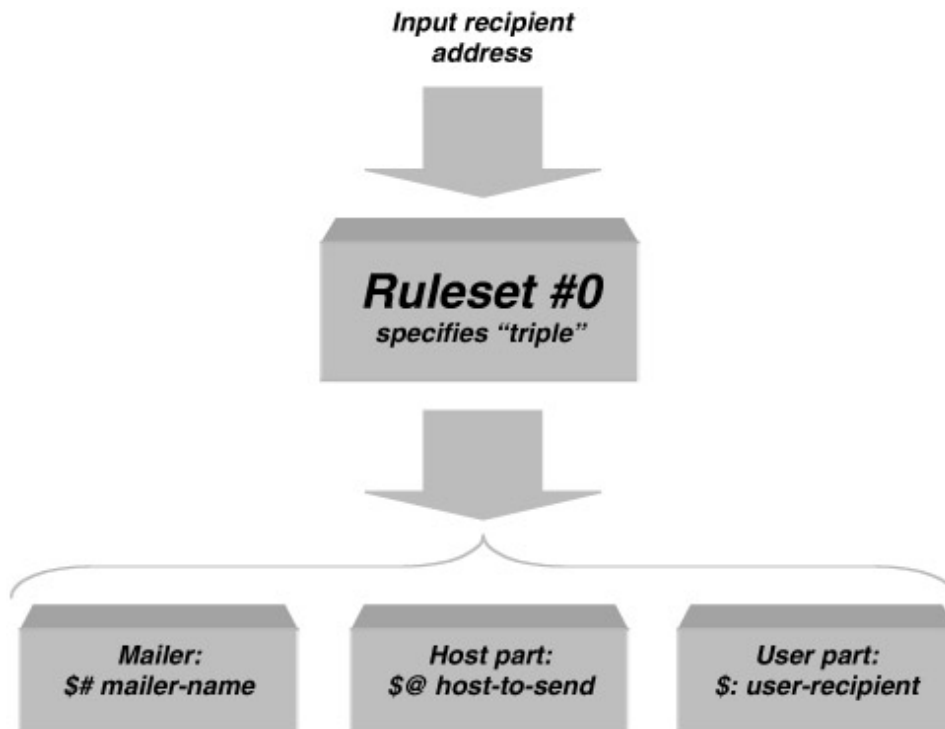 Input recipient
address
Ruleset #0
specifies “triple”
Mailer:
$# mailer-name
Host part:
$@ host-to-send
User part:
$: user-recipient